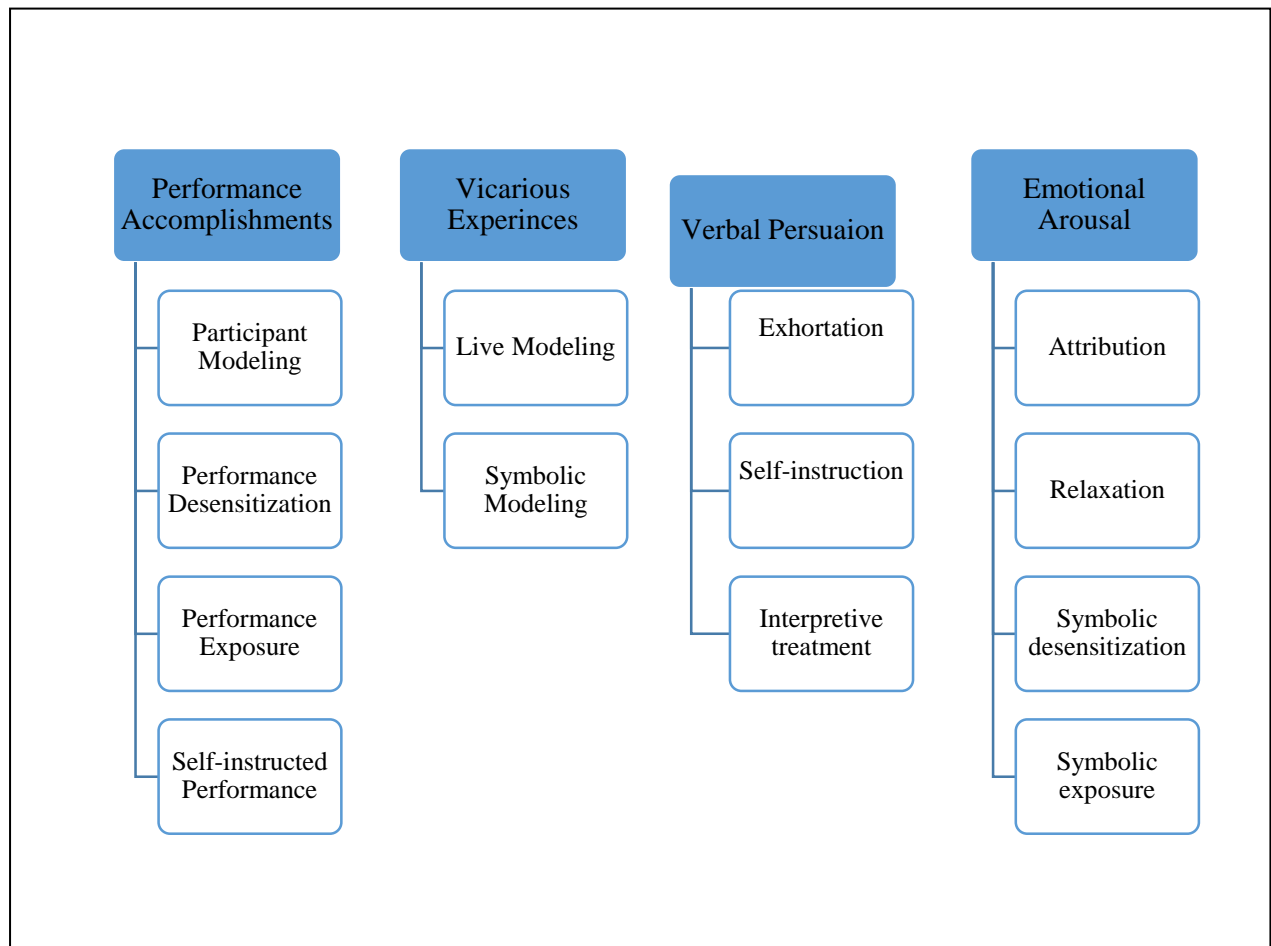 Performance
Accomplishments
Participant
Modeling
Performance
Desensitization
Performance
Exposure
Self-instructed
Performance
Vicarious
Experinces
Live Modeling
Symbolic
Modeling
Verbal Persuaion
Exhortation
Self-instruction
Interpretive
treatment
Emotional
Arousal
Attribution
Relaxation
Symbolic
desensitization
Symbolic
exposure